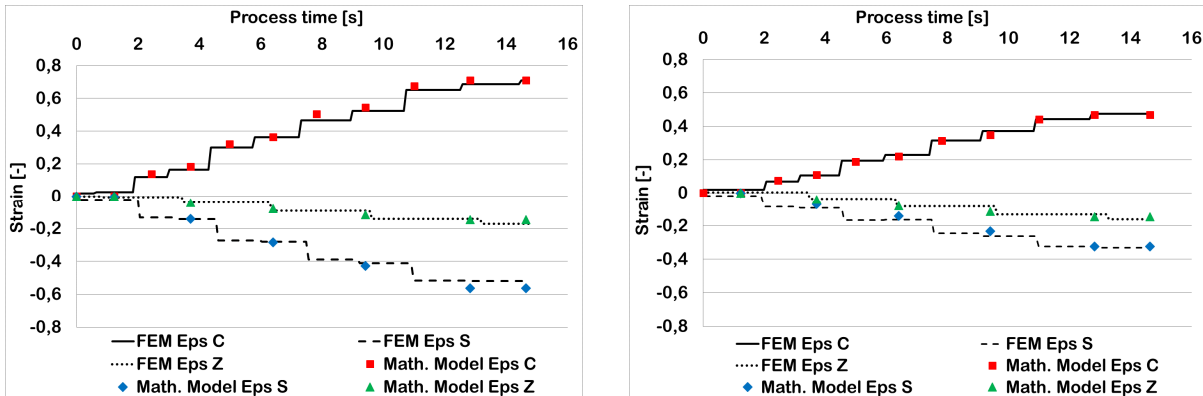 Process time [s]
0 2 4 6 8 10 12 14 16
0,8
0,6
0,4
0,2
0
-0,2
-0,4
-0,6
-0,8
Strain [-]
FEM Eps C
FEM Eps S
FEM Eps Z
Math. Model Eps C
Math. Model Eps S
Math. Model Eps Z
Process time [s]
0 2 4 6 8 10 12 14 16
0,8
0,6
0,4
0,2
0
-0,2
-0,4
-0,6
-0,8
Strain [-]
FEM Eps C
FEM Eps S
FEM Eps Z
Math. Model Eps C
Math. Model Eps S
Math. Model Eps Z